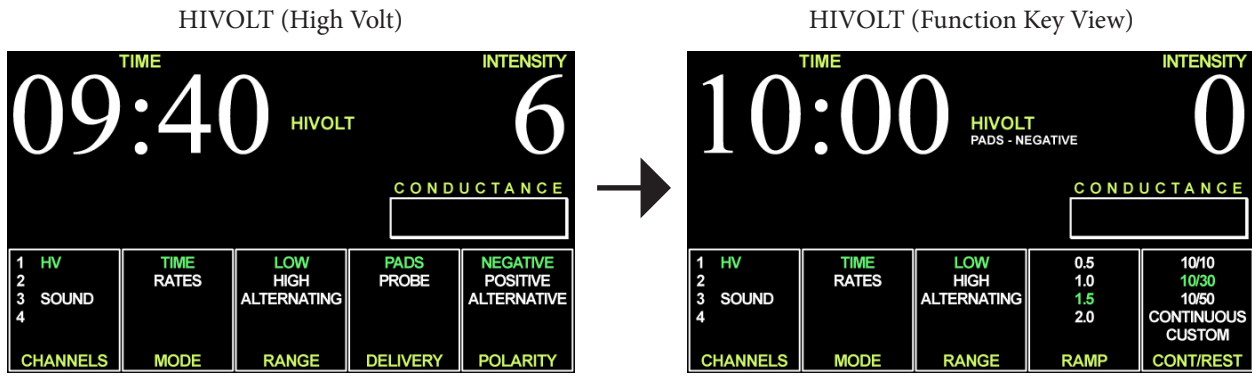 HIVOLT (High Volt)
TIME
INTENSITY
09:40
HIVOLT
6
CONDUCTANCE
1 HV
2
3 SOUND
4
CHANNELS
TIME
RATES
MODE
LOW
HIGH
ALTERNATING
RANGE
PADS
PROBE
DELIVERY
NEGATIVE
POSITIVE
ALTERNATIVE
POLARITY
HIVOLT (Function Key View)
TIME
INTENSITY
10:00
HIVOLT
PADS - NEGATIVE
0
CONDUCTANCE
1 HV
2
3 SOUND
4
CHANNELS
TIME
RATES
MODE
LOW
HIGH
ALTERNATING
RANGE
0.5
1.0
1.5
2.0
RAMP
10/10
10/30
10/50
CONTINUOUS
CUSTOM
CONT/REST